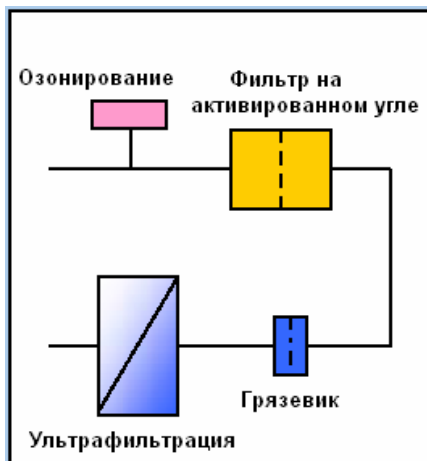 Озонирование
Фильтр на
активированном угле
Грязевик
Ультрафильтрация